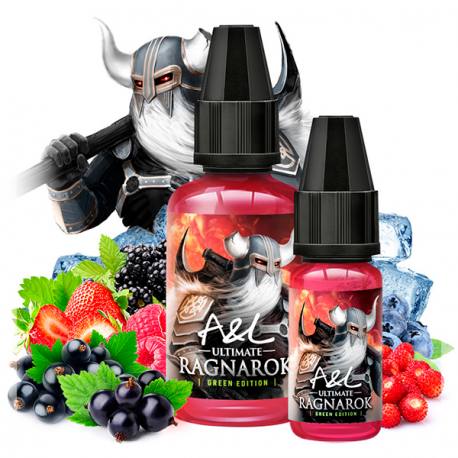 A&L
ULTIMATE
RAGNAROK
| GREEN EDITION |
A&L
ULTIMATE
RAGNAROK
| GREEN EDITION |